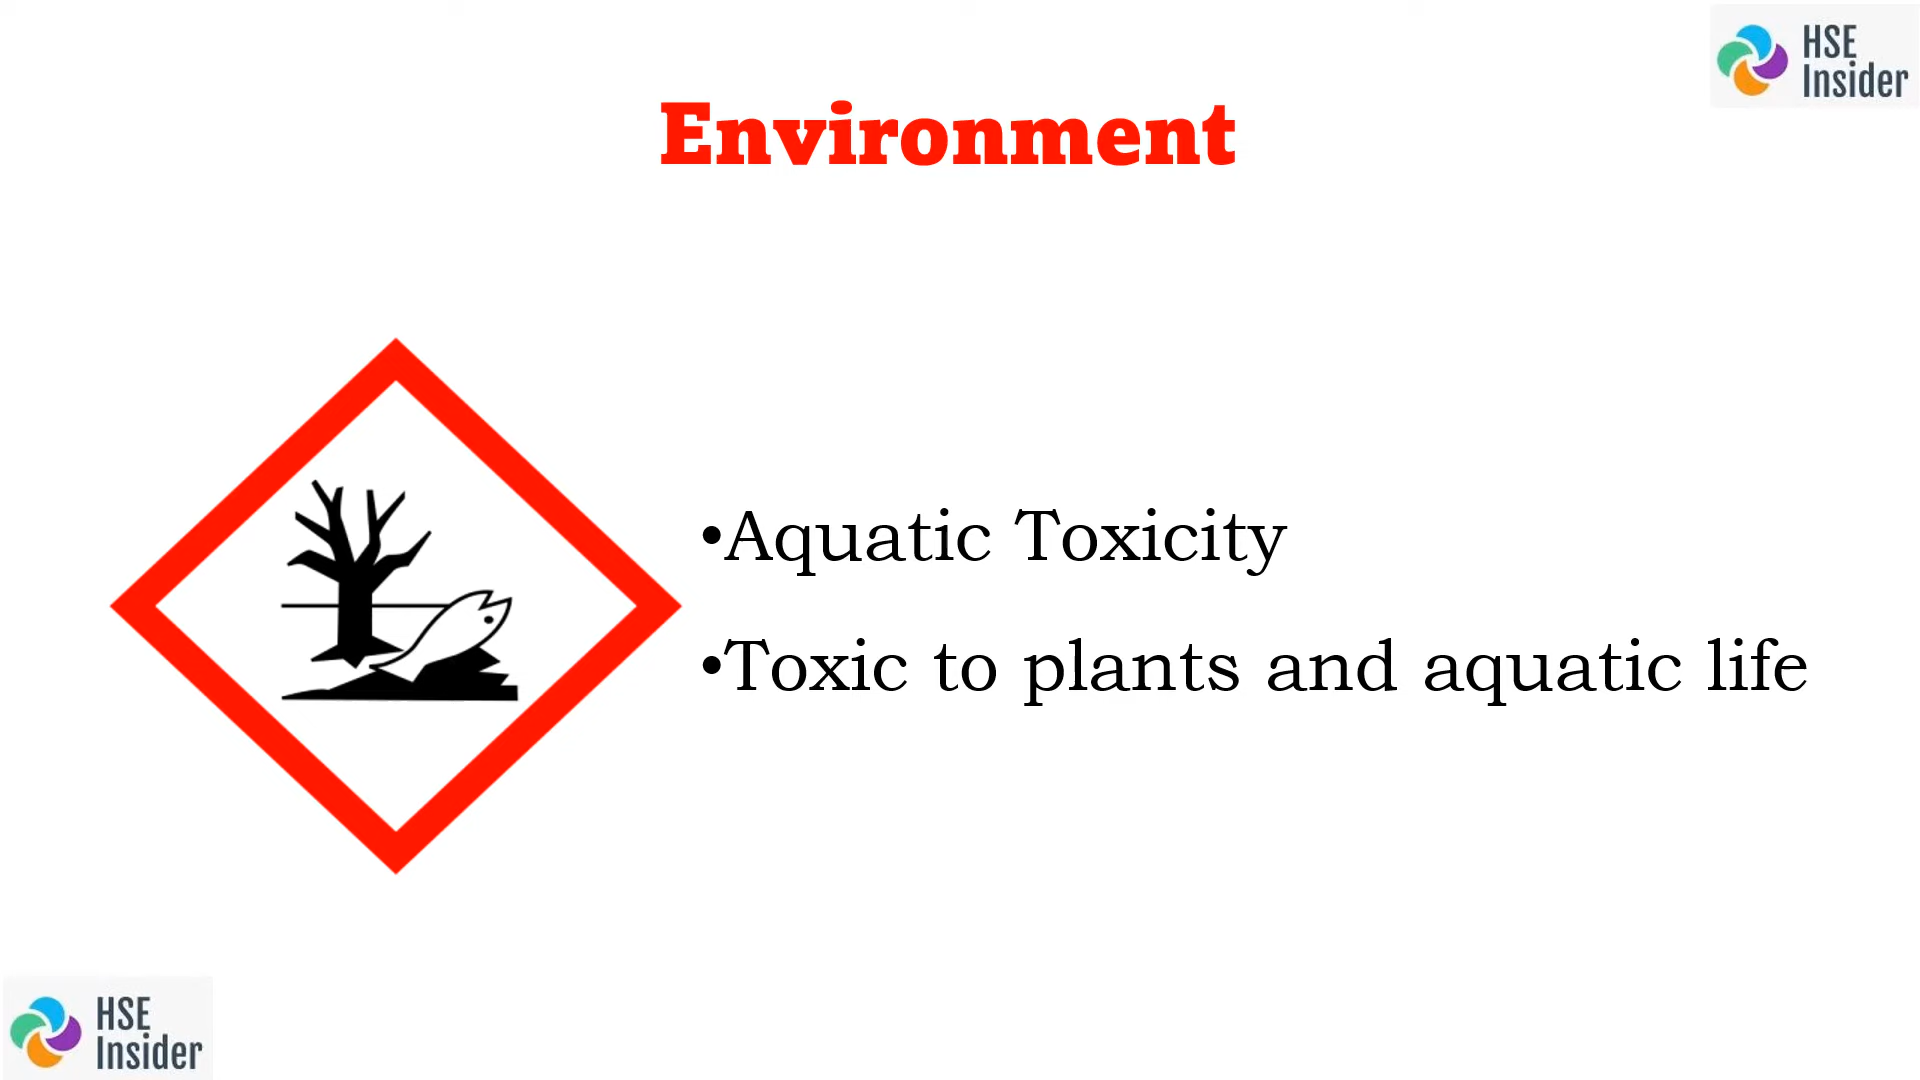 HSE
Insider
Environment
•Aquatic Toxicity
•Toxic to plants and aquatic life
HSE
Insider